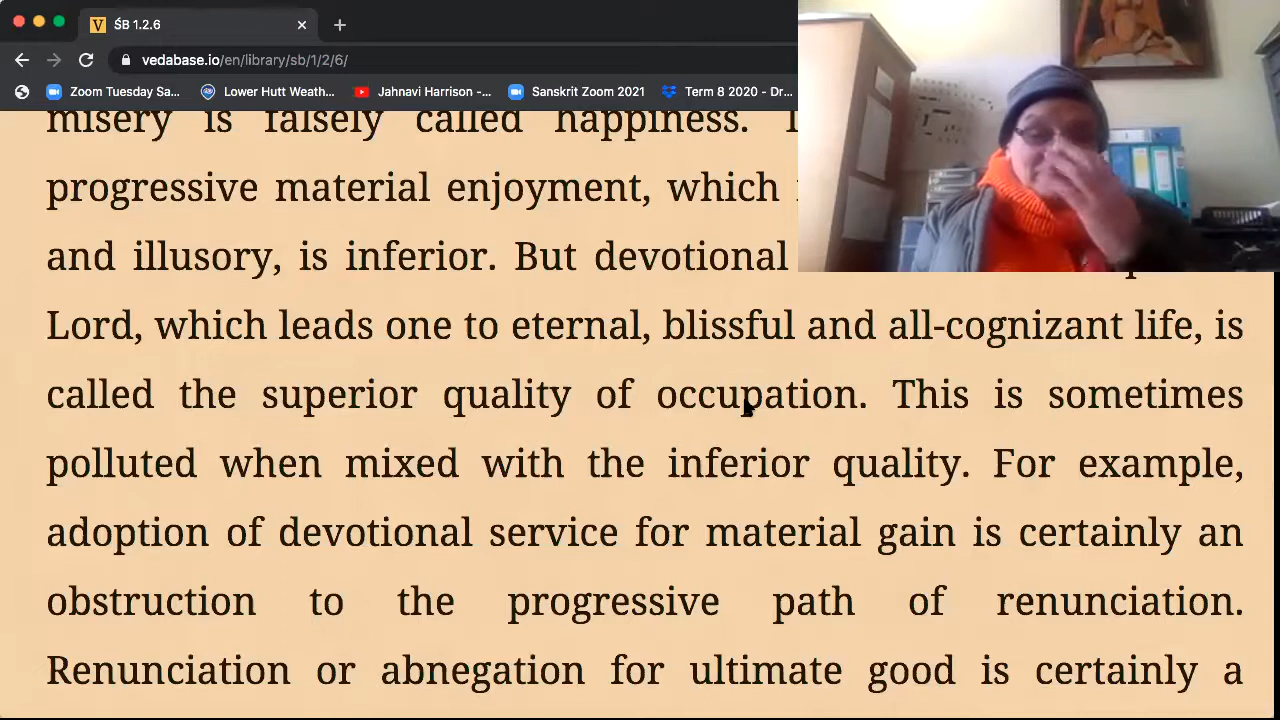 ŚB 1.2.6
vedabase.io/en/library/sb/1/2/6/
Zoom Tuesday Sa... Lower Hutt Weath... Jahnavi Harrison -... Sanskrit Zoom 2021 Term 8 2020 - Dr...
misery is falsely called happiness.
progressive material enjoyment, which
and illusory, is inferior. But devotional
Lord, which leads one to eternal, blissful and all-cognizant life, is
called the superior quality of occupation. This is sometimes
polluted when mixed with the inferior quality. For example,
adoption of devotional service for material gain is certainly an
obstruction to the progressive path of renunciation.
Renunciation or abnegation for ultimate good is certainly a